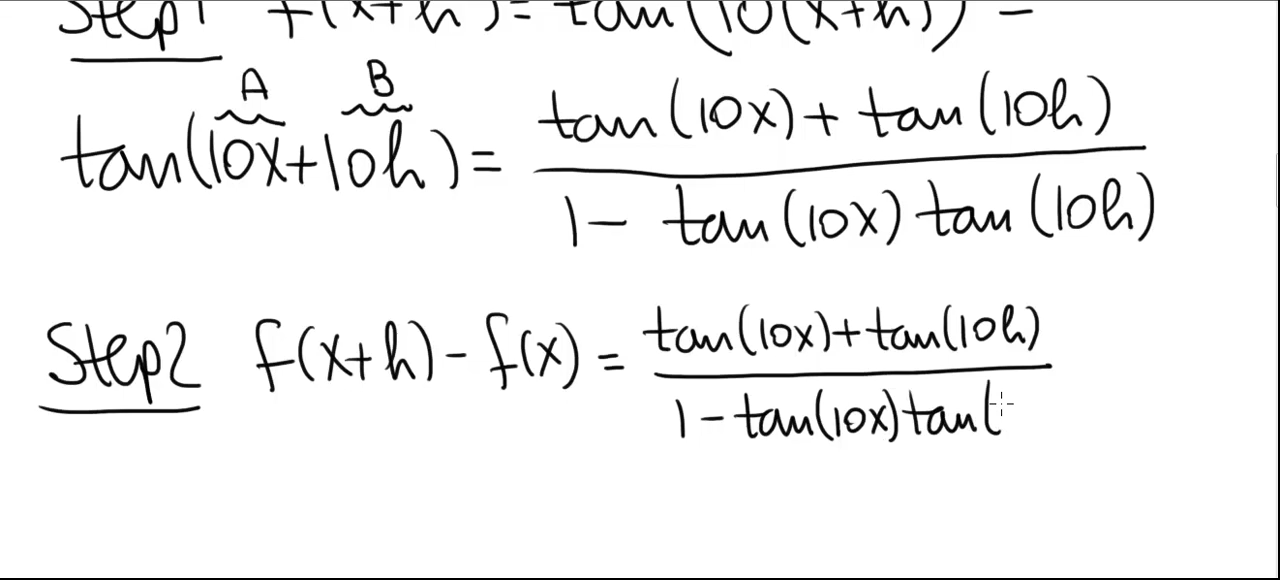 Step1 f(x+h) = tan(10(x+h)) =
A B
tan(10x+10h) = tan(10x) + tan(10h)
1 - tan(10x) tan(10h)
Step2 f(x+h) - f(x) = tan(10x)+tan(10h)
1 - tan(10x) tan(